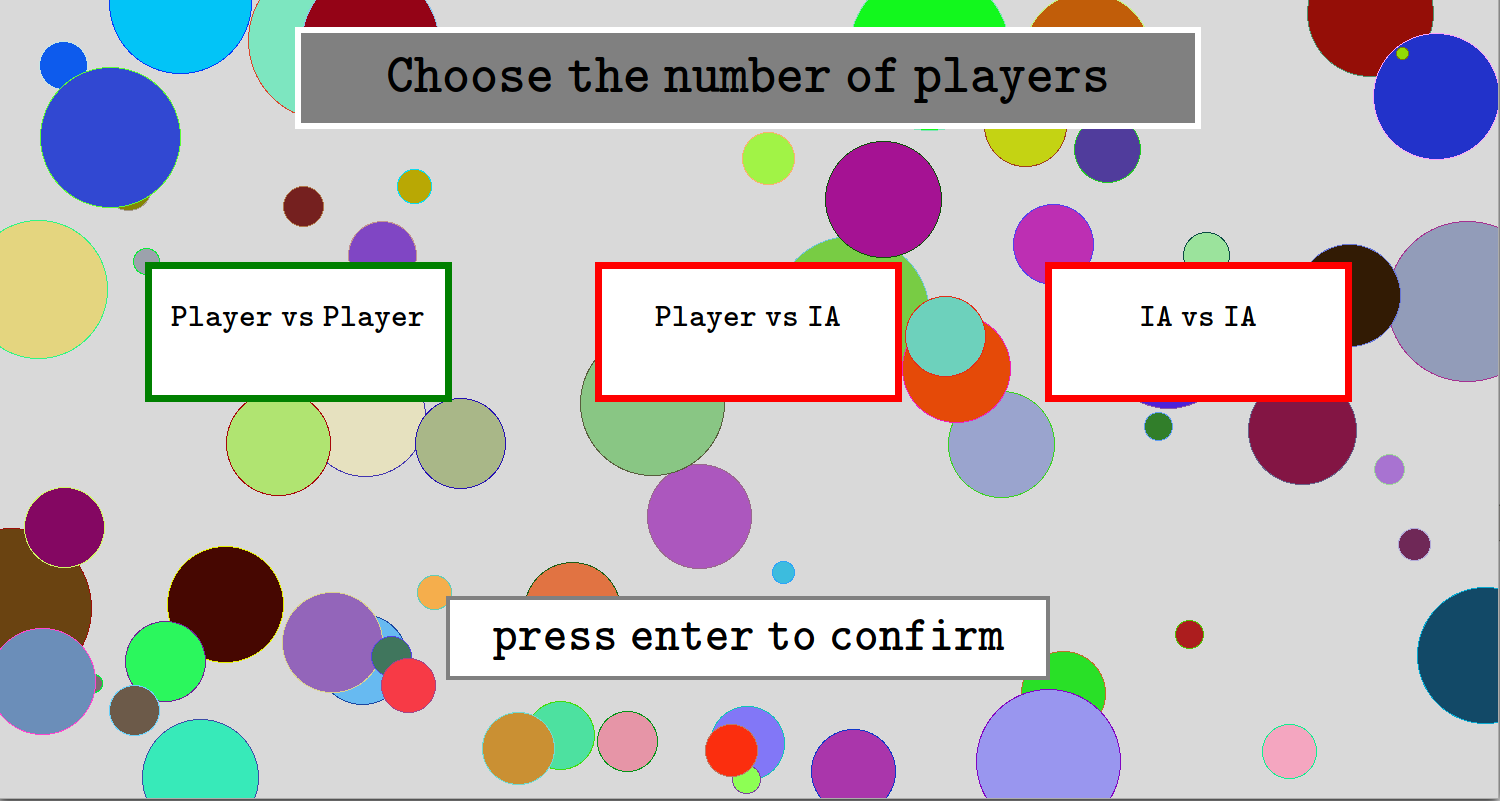 Choose the number of players
Player vs Player
Player vs IA
IA vs IA
press enter to confirm